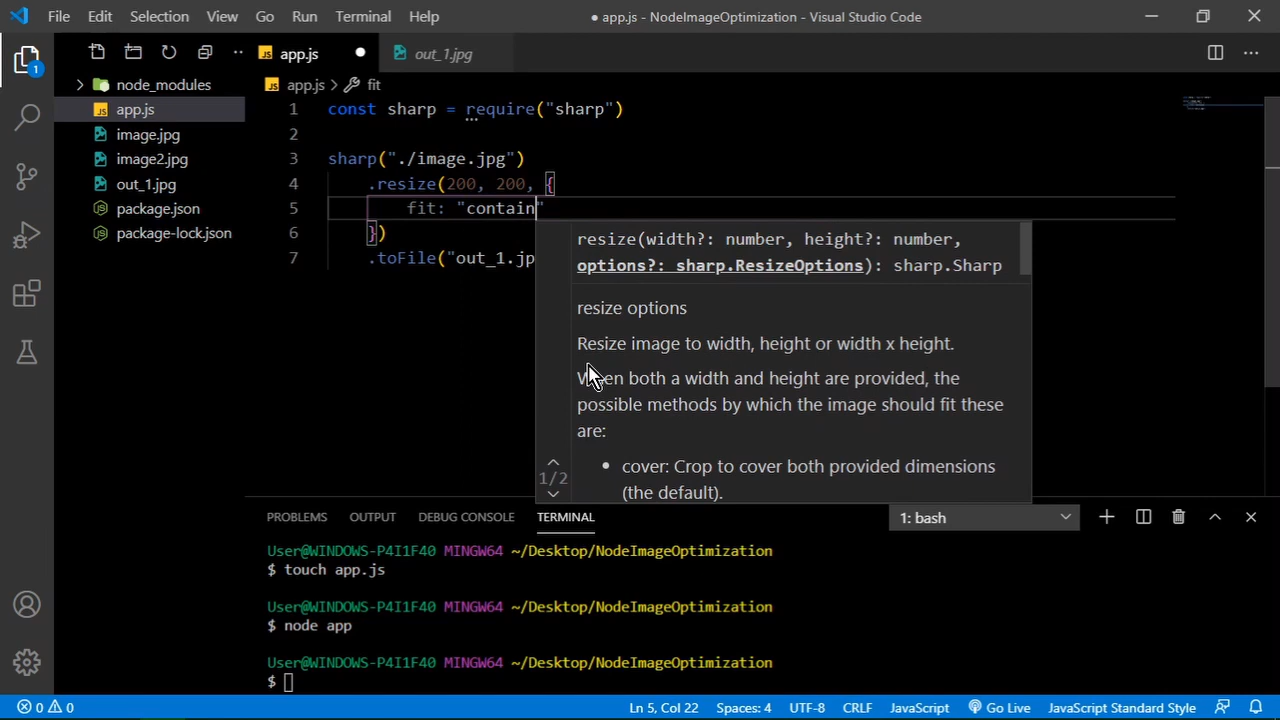 File Edit Selection View Go Run Terminal Help ● app.js - NodeImageOptimization - Visual Studio Code
app.js ● out_1.jpg
node_modules
app.js
image.jpg
image2.jpg
out_1.jpg
package.json
package-lock.json
1
app.js > fit
1 const sharp = require("sharp")
2
3 sharp("./image.jpg")
4 .resize(200, 200, {
5 fit: "contain"
6 })
7 .toFile("out_1.jp
resize(width?: number, height?: number,
options?: sharp.ResizeOptions): sharp.Sharp
resize options
Resize image to width, height or width x height.
When both a width and height are provided, the
possible methods by which the image should fit these
are:
• cover: Crop to cover both provided dimensions
(the default).
1/2
PROBLEMS OUTPUT DEBUG CONSOLE TERMINAL 1: bash
User@WINDOWS-P4I1F40 MINGW64 ~/Desktop/NodeImageOptimization
$ touch app.js
User@WINDOWS-P4I1F40 MINGW64 ~/Desktop/NodeImageOptimization
$ node app
User@WINDOWS-P4I1F40 MINGW64 ~/Desktop/NodeImageOptimization
$
0 0 Ln 5, Col 22 Spaces: 4 UTF-8 CRLF JavaScript Go Live JavaScript Standard Style